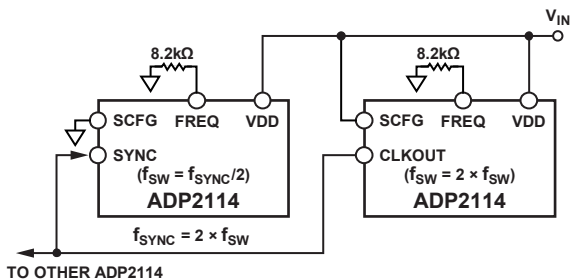 V_IN
8.2kΩ
8.2kΩ
SCFG FREQ VDD
SYNC
(f_SW = f_SYNC/2)
ADP2114
SCFG FREQ VDD
CLKOUT
(f_SW = 2 × f_SW)
ADP2114
f_SYNC = 2 × f_SW
TO OTHER ADP2114